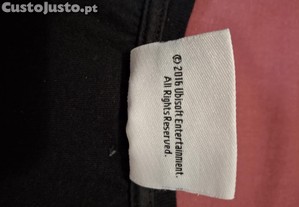 CustoJusto.pt
© 2016 Ubisoft Entertainment.
All Rights Reserved.